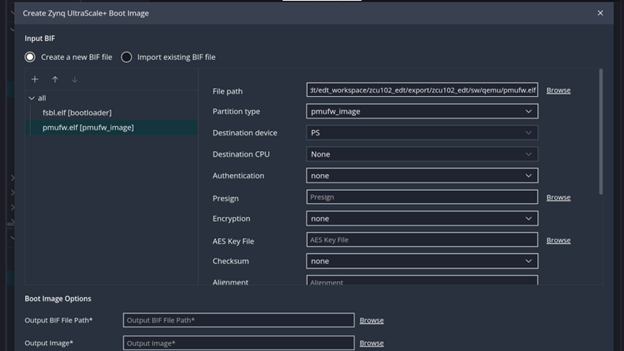 Create Zynq UltraScale+ Boot Image
Input BIF
Create a new BIF file Import existing BIF file
all
fsbl.elf [bootloader]
pmufw.elf [pmufw_image]
File path dt/edt_workspace/zcu102_edt/export/zcu102_edt/sw/qemu/pmufw.elf Browse
Partition type pmufw_image
Destination device PS
Destination CPU None
Authentication none
Presign Presign Browse
Encryption none
AES Key File AES Key File Browse
Checksum none
Alignment Alignment
Boot Image Options
Output BIF File Path* Output BIF File Path* Browse
Output Image* Output Image* Browse